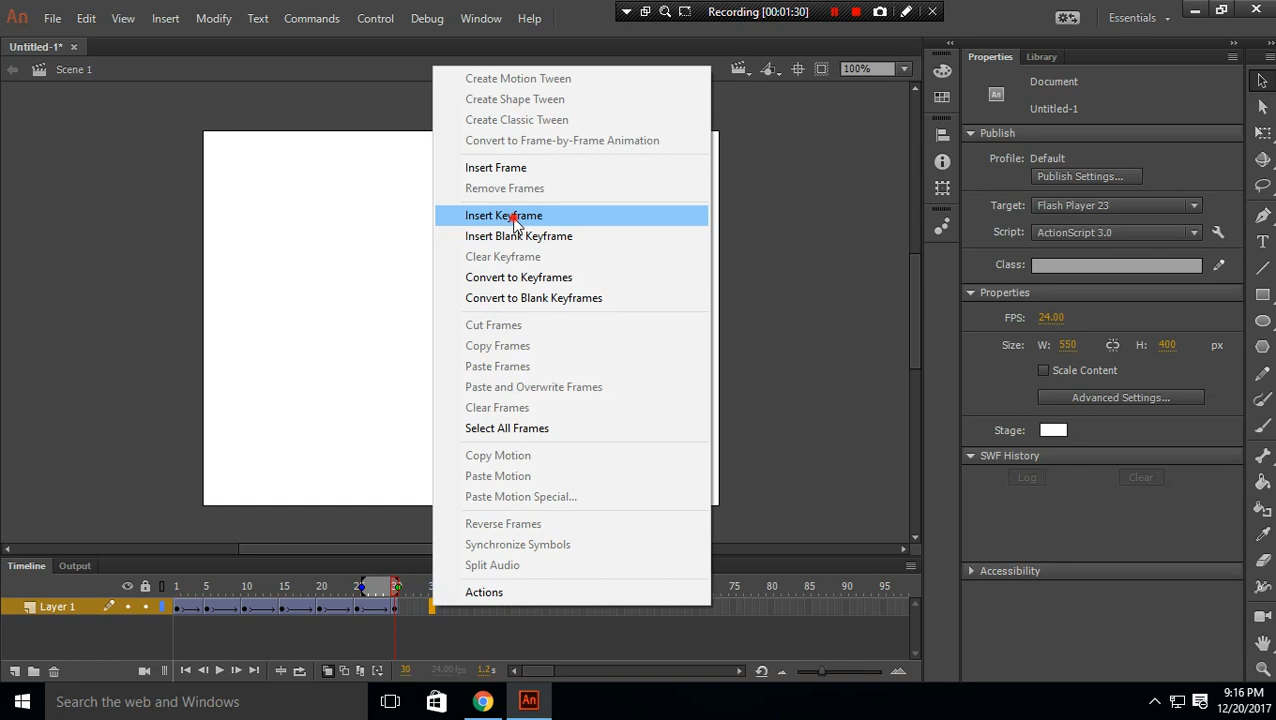 An File Edit View Insert Modify Text Commands Control Debug Window Help
Recording [00:01:30]
Essentials
Untitled-1* ×
Scene 1
100%
Create Motion Tween
Create Shape Tween
Create Classic Tween
Convert to Frame-by-Frame Animation
Insert Frame
Remove Frames
Insert Keyframe
Insert Blank Keyframe
Clear Keyframe
Convert to Keyframes
Convert to Blank Keyframes
Cut Frames
Copy Frames
Paste Frames
Paste and Overwrite Frames
Clear Frames
Select All Frames
Copy Motion
Paste Motion
Paste Motion Special...
Reverse Frames
Synchronize Symbols
Split Audio
Actions
Properties Library
An Document
Untitled-1
Publish
Profile: Default
Publish Settings...
Target: Flash Player 23
Script: ActionScript 3.0
Class:
Properties
FPS: 24.00
Size: W: 550 H: 400 px
Scale Content
Advanced Settings...
Stage:
SWF History
Log Clear
Accessibility
Timeline Output
1 5 10 15 20 75 80 85 90 95
Layer 1
30 24.00 fps 1.2 s
Search the web and Windows
An
9:16 PM
12/20/2017